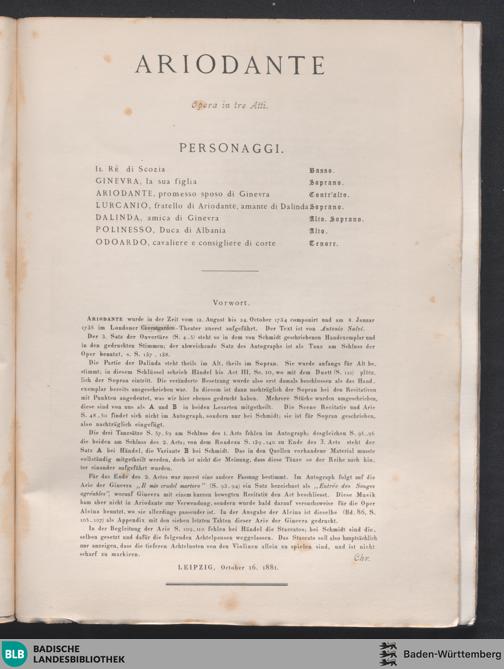 ARIODANTE
Opera in tre Atti.
PERSONAGGI.
IL RÈ di Scozia Basso.
GINEVRA, la sua figlia Soprano.
ARIODANTE, promesso sposo di Ginevra Contr'alto.
LURCANIO, fratello di Ariodante, amante di Dalinda Soprano.
DALINDA, amica di Ginevra Alto, Soprano.
POLINESSO, Duca di Albania Alto.
ODOARDO, cavaliere e consigliere di corte Tenore.
Vorwort.
ARIODANTE wurde in der Zeit vom 12. August bis 24. October 1734 componirt und am 8. Januar
1735 im Londoner Coventgarden-Theater zuerst aufgeführt. Der Text ist von Antonio Salvi.
Der 3. Satz der Ouvertüre (S. 4,5) steht so in dem von Schmidt geschriebenen Handexemplar und
in den gedruckten Stimmen; der abweichende Satz des Autographs ist als Tanz am Schluss der
Oper benutzt, s. S. 157, 158.
Die Partie der Dalinda steht theils im Alt, theils im Sopran. Sie wurde anfangs für Alt be-
stimmt; in diesem Schlüssel schrieb Händel bis Act III, Sc. 10, wo mit dem Duett (S. 121) plötz-
lich der Sopran eintritt. Die veränderte Besetzung wurde also erst damals beschlossen als das Hand-
exemplar bereits ausgeschrieben war. In diesem ist dann nachträglich der Sopran bei den Recitativen
mit Punkten angedeutet, was wir hier ebenso gedruckt haben. Mehrere Stücke wurden umgeschrieben,
diese sind von uns als A und B in beiden Lesarten mitgetheilt. Die Scene Recitativ und Arie
S. 48, 50 findet sich nicht im Autograph, sondern nur bei Schmidt; sie ist für Sopran geschrieben,
also nachträglich eingefügt.
Die drei Tanzsätze S. 57, 59 am Schluss des 1. Acts fehlen im Autograph; desgleichen S. 91, 96
die beiden am Schluss des 2. Acts; von dem Rondeau S. 139, 140 zu Ende des 3. Acts steht der
Satz A bei Händel, die Variante B bei Schmidt. Das in den Quellen vorhandene Material musste
vollständig mitgetheilt werden, doch ist nicht die Meinung, dass diese Tänze so der Reihe nach hin-
ter einander aufgeführt wurden.
Für das Ende des 2. Actes war zuerst eine andere Fassung bestimmt. Im Autograph folgt auf die
Arie der Ginevra „Il mio crudel martoro" (S. 93, 94) ein Satz bezeichnet als „Entrée des Songes
agréables", worauf Ginevra mit einem kurzen bewegten Recitativ den Act beschliesst. Diese Musik
kam aber nicht in Ariodante zur Verwendung, sondern wurde bald darauf versuchsweise für die Oper
Alcina benutzt, wo sie allerdings passender ist. In der Ausgabe der Alcina ist dieselbe (Bd. 86, S.
als Appendix mit den sieben letzten Takten dieser Arie der Ginevra gedruckt.
In der Begleitung der Arie S. fehlen bei Händel die Staccatos; bei Schmidt sind die-
selben gesetzt und dafür die folgenden Achtelpausen weggelassen. Das Staccato soll also hauptsächlich
nur anzeigen, dass die tieferen Achtelnoten von den Violinen allein zu spielen sind, und ist nicht
scharf zu markiren. Chr.
LEIPZIG, October 16. 1881.
BLB BADISCHE LANDESBIBLIOTHEK
Baden-Württemberg